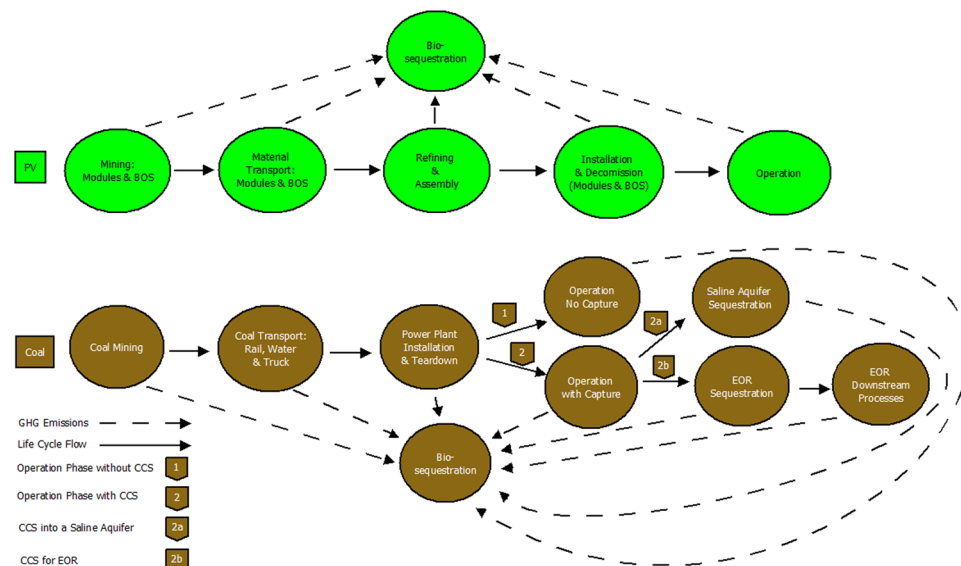 Bio-
sequestration
PV
Mining:
Modules & BOS
Material
Transport:
Modules & BOS
Refining
&
Assembly
Installation
& Decomission
(Modules & BOS)
Operation
Coal
Coal Mining
Coal Transport:
Rail, Water
& Truck
Power Plant
Installation
& Teardown
1
2
Operation
No Capture
Operation
with Capture
2a
2b
Saline Aquifer
Sequestration
EOR
Sequestration
EOR
Downstream
Processes
Bio-
sequestration
GHG Emissions
Life Cycle Flow
Operation Phase without CCS 1
Operation Phase with CCS 2
CCS into a Saline Aquifer 2a
CCS for EOR 2b